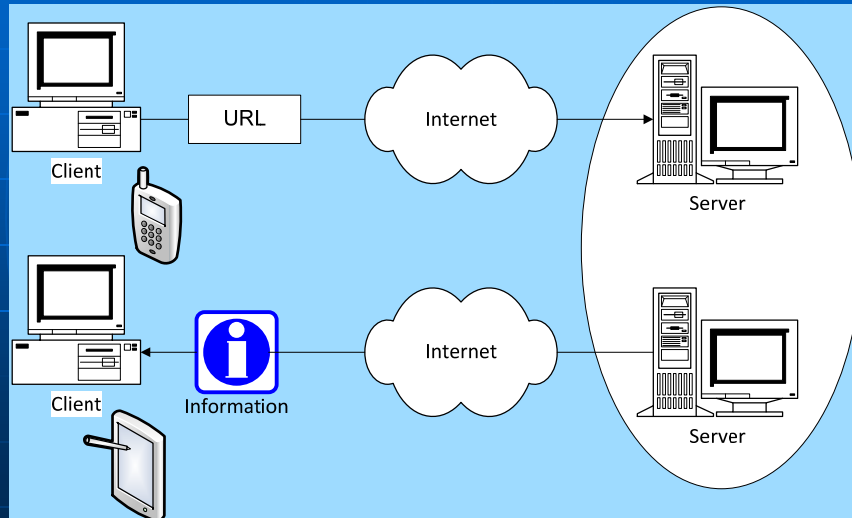 URL
Internet
Client
Server
Internet
Client
Information
Server